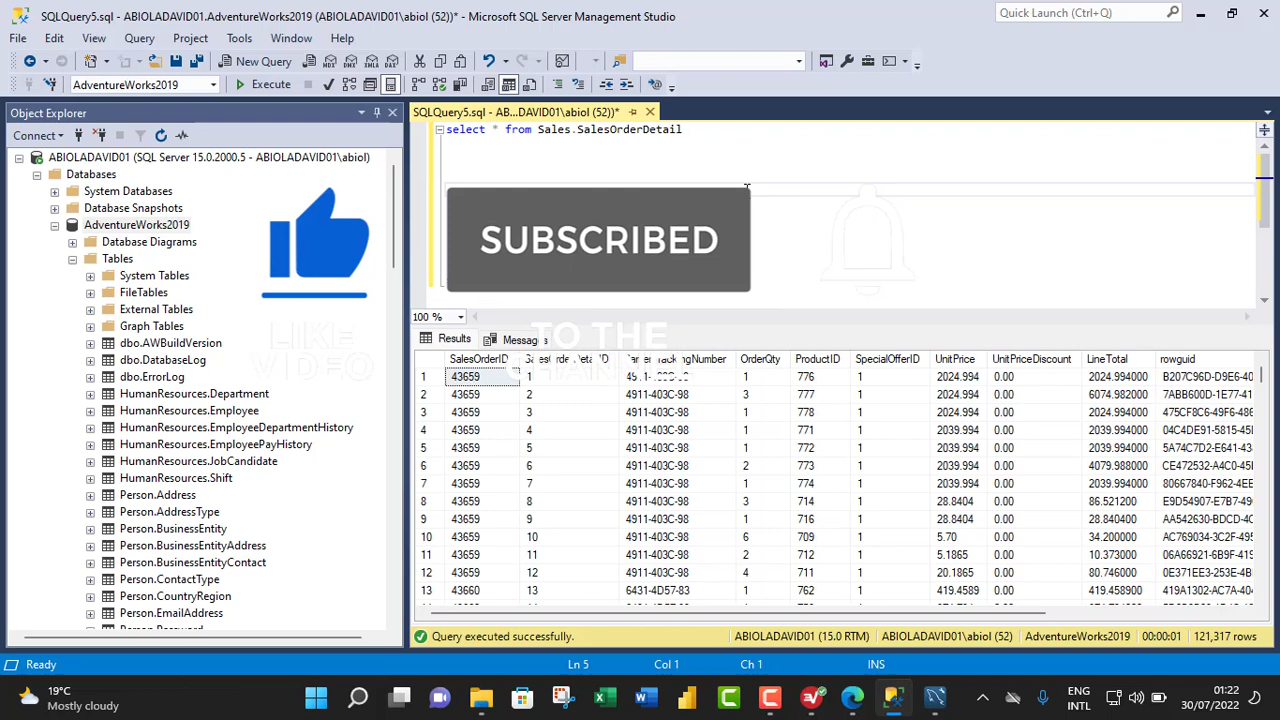 SQLQuery5.sql - ABIOLADAVID01.AdventureWorks2019 (ABIOLADAVID01\abiol (52))* - Microsoft SQL Server Management Studio
Quick Launch (Ctrl+Q)
File Edit View Query Project Tools Window Help
New Query
AdventureWorks2019 Execute
Object Explorer
SQLQuery5.sql - AB...DAVID01\abiol (52))*
Connect
select * from Sales.SalesOrderDetail
ABIOLADAVID01 (SQL Server 15.0.2000.5 - ABIOLADAVID01\abiol)
Databases
System Databases
Database Snapshots
AdventureWorks2019
Database Diagrams
Tables
System Tables
FileTables
External Tables
Graph Tables
dbo.AWBuildVersion
dbo.DatabaseLog
dbo.ErrorLog
HumanResources.Department
HumanResources.Employee
HumanResources.EmployeeDepartmentHistory
HumanResources.EmployeePayHistory
HumanResources.JobCandidate
HumanResources.Shift
Person.Address
Person.AddressType
Person.BusinessEntity
Person.BusinessEntityAddress
Person.BusinessEntityContact
Person.ContactType
Person.CountryRegion
Person.EmailAddress
LIKE
VIDEO
SUBSCRIBED
TO THE
100 %
Results Messages
SalesOrderID OrderQty ProductID SpecialOfferID UnitPrice UnitPriceDiscount LineTotal rowguid
1 43659 1 1 776 1 2024.994 0.00 2024.994000 B207C96D-D9E6-40
2 43659 2 4911-403C-98 3 777 1 2024.994 0.00 6074.982000 7ABB600D-1E77-41
3 43659 3 4911-403C-98 1 778 1 2024.994 0.00 2024.994000 475CF8C6-49F6-486
4 43659 4 4911-403C-98 1 771 1 2039.994 0.00 2039.994000 04C4DE91-5815-45
5 43659 5 4911-403C-98 1 772 1 2039.994 0.00 2039.994000 5A74C7D2-E641-43
6 43659 6 4911-403C-98 2 773 1 2039.994 0.00 4079.988000 CE472532-A4C0-45
7 43659 7 4911-403C-98 1 774 1 2039.994 0.00 2039.994000 80667840-F962-4EE
8 43659 8 4911-403C-98 3 714 1 28.8404 0.00 86.521200 E9D54907-E7B7-49
9 43659 9 4911-403C-98 1 716 1 28.8404 0.00 28.840400 AA542630-BDCD-4C
10 43659 10 4911-403C-98 6 709 1 5.70 0.00 34.200000 AC769034-3C2F-495
11 43659 11 4911-403C-98 2 712 1 5.1865 0.00 10.373000 06A66921-6B9F-419
12 43659 12 4911-403C-98 4 711 1 20.1865 0.00 80.746000 0E371EE3-253E-4B
13 43660 13 6431-4D57-83 1 762 1 419.4589 0.00 419.458900 419A1302-AC7A-40
Query executed successfully. ABIOLADAVID01 (15.0 RTM) ABIOLADAVID01\abiol (52) AdventureWorks2019 00:00:01 121,317 rows
Ready Ln 5 Col 1 Ch 1 INS
19°C
Mostly cloudy
ENG
INTL
01:22
30/07/2022